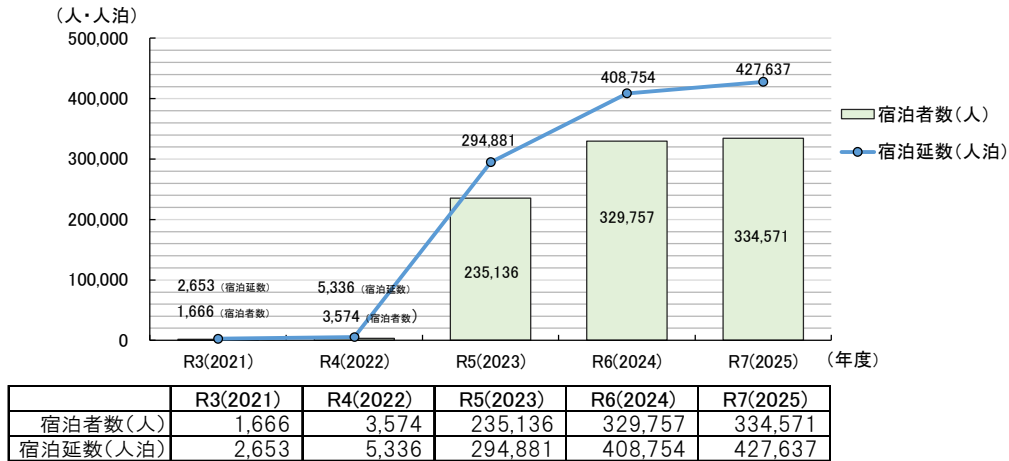 (人・人泊)
500,000
400,000
300,000
200,000
100,000
0
2,653 (宿泊延数)
1,666 (宿泊者数)
5,336 (宿泊延数)
3,574 (宿泊者数)
294,881
235,136
408,754
329,757
427,637
334,571
宿泊者数(人)
宿泊延数(人泊)
R3(2021) R4(2022) R5(2023) R6(2024) R7(2025) (年度)
R3(2021) R4(2022) R5(2023) R6(2024) R7(2025)
宿泊者数(人) 1,666 3,574 235,136 329,757 334,571
宿泊延数(人泊) 2,653 5,336 294,881 408,754 427,637